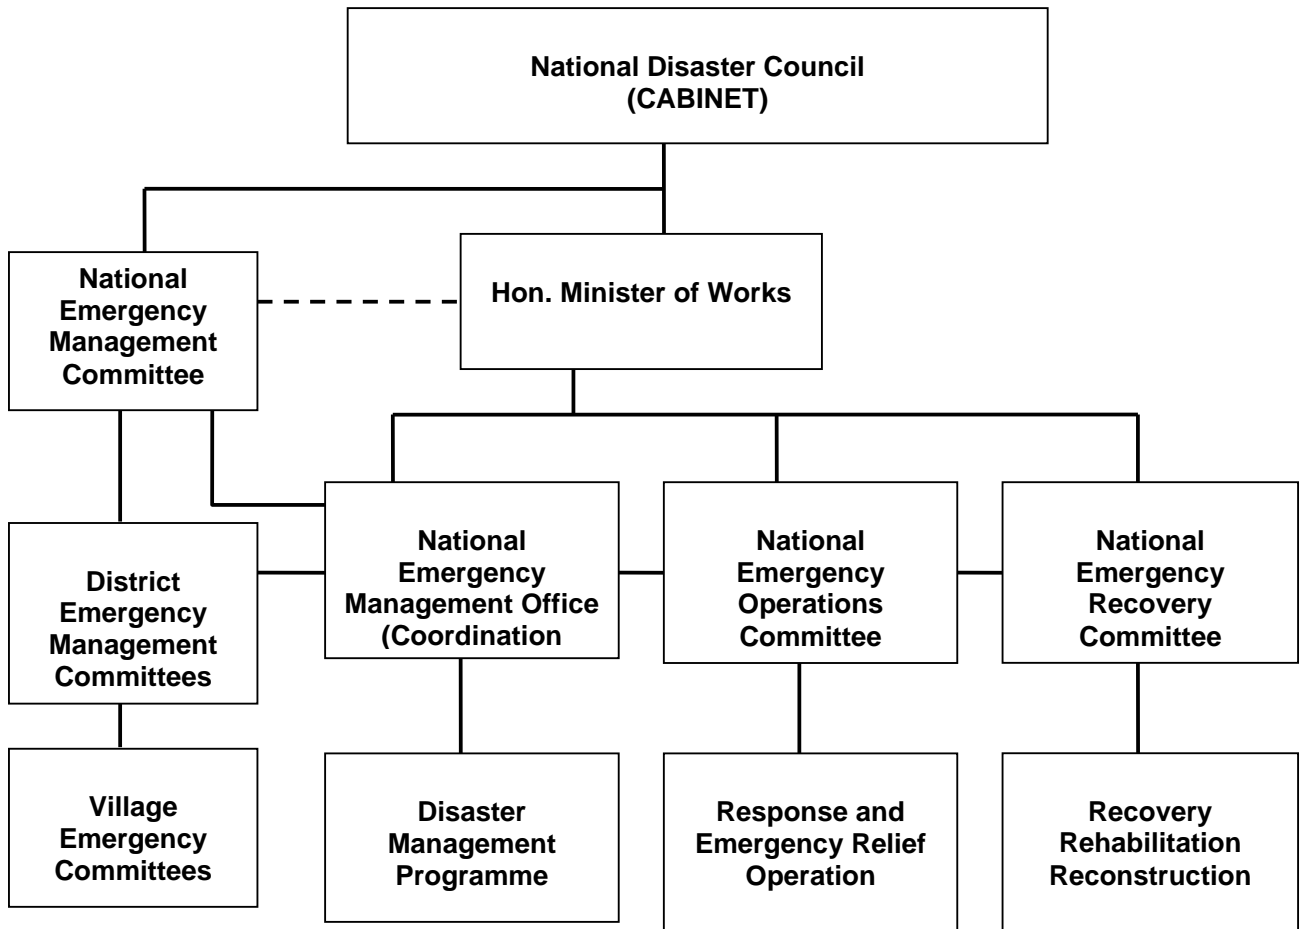 National Disaster Council
(CABINET)
National
Emergency
Management
Committee
Hon. Minister of Works
District
Emergency
Management
Committees
National
Emergency
Management Office
(Coordination
National
Emergency
Operations
Committee
National
Emergency
Recovery
Committee
Village
Emergency
Committees
Disaster
Management
Programme
Response and
Emergency Relief
Operation
Recovery
Rehabilitation
Reconstruction